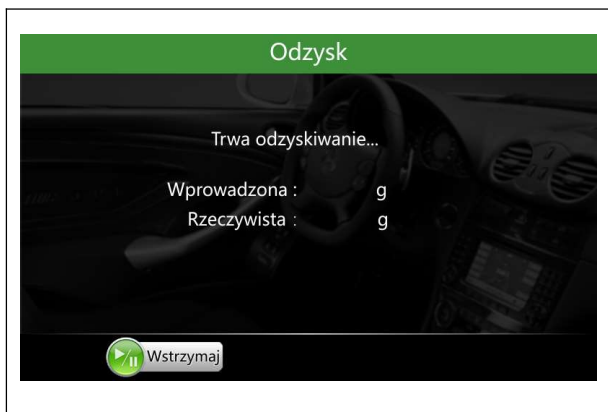 Odzysk
Trwa odzyskiwanie...
Wprowadzona : g
Rzeczywista : g
Wstrzymaj